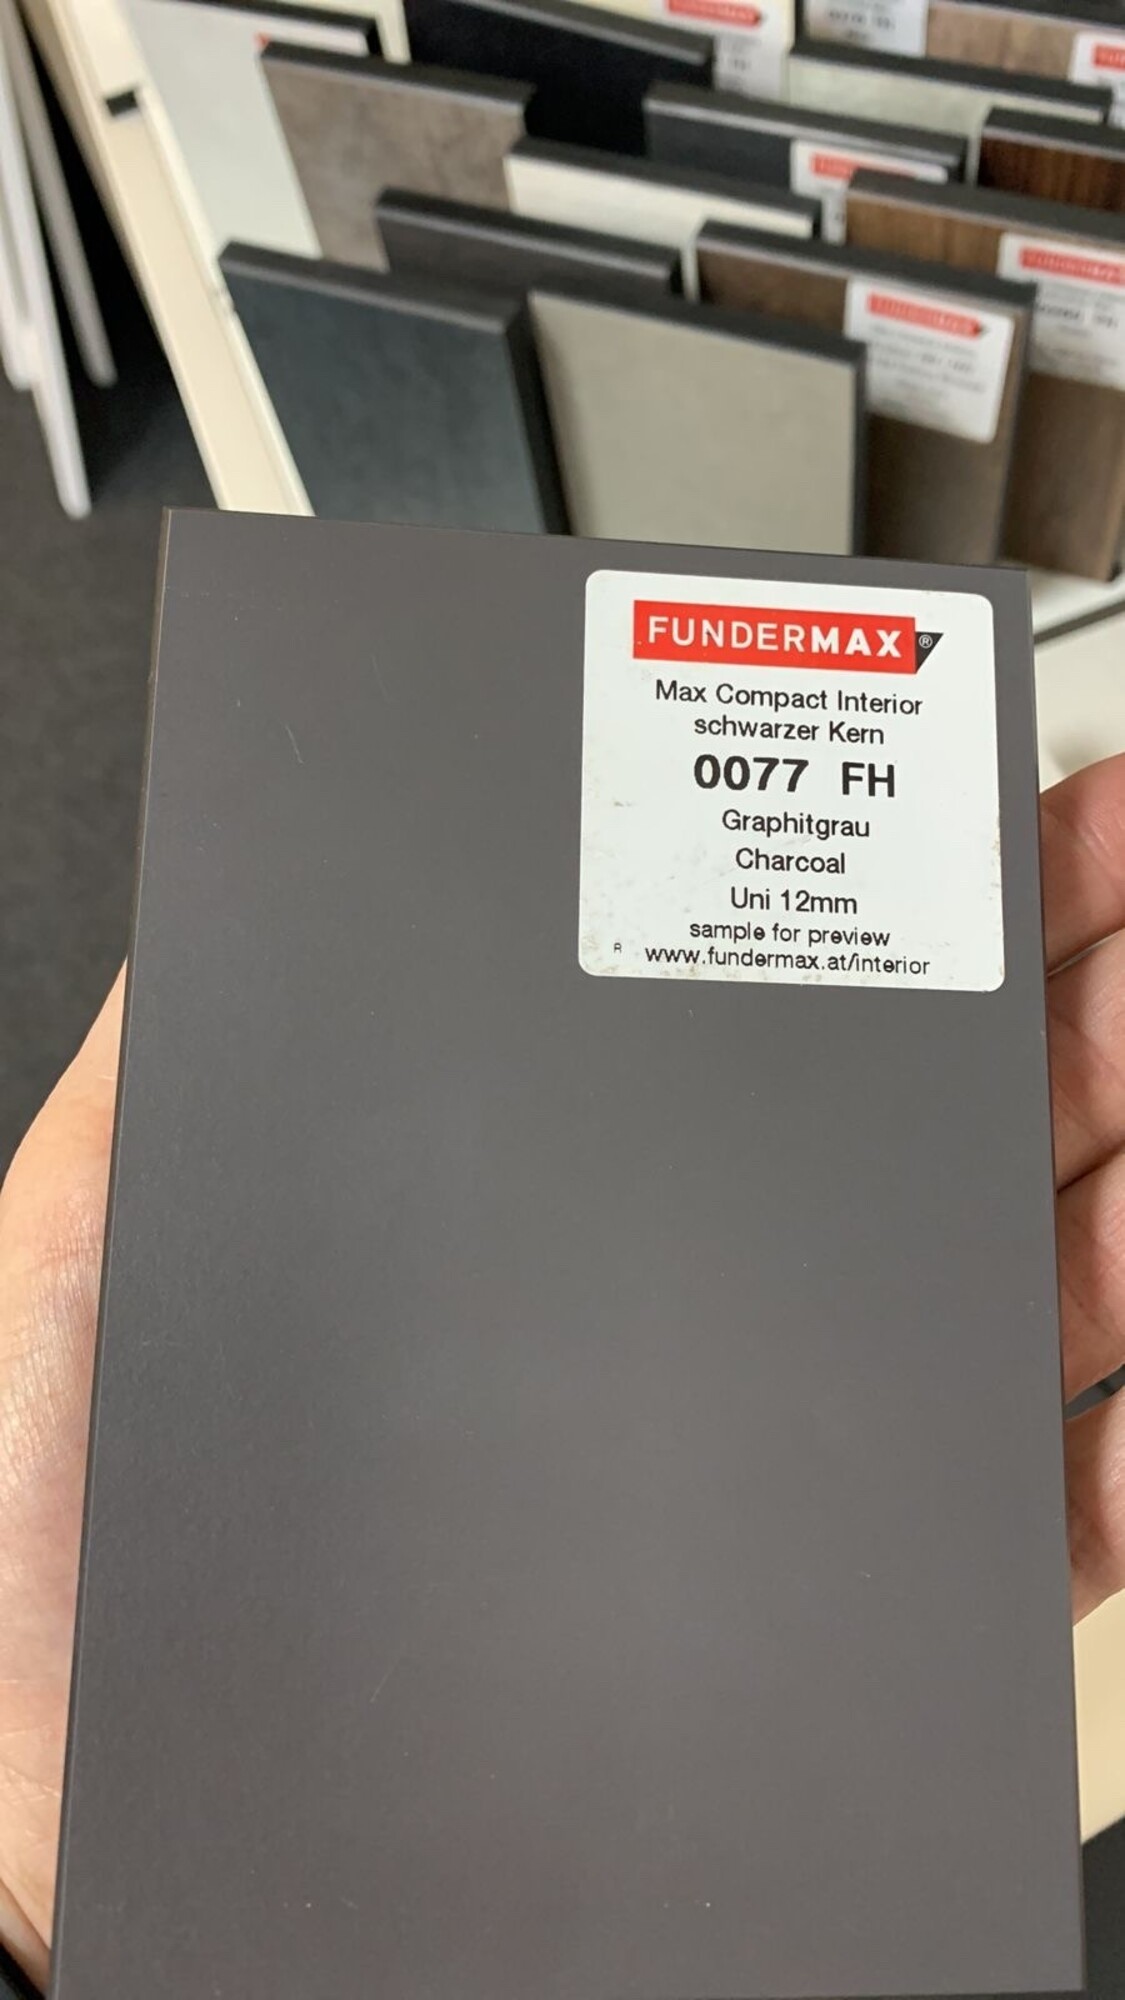 FUNDERMAX®
Max Compact Interior
schwarzer Kern
0077 FH
Graphitgrau
Charcoal
Uni 12mm
sample for preview
R www.fundermax.at/interior